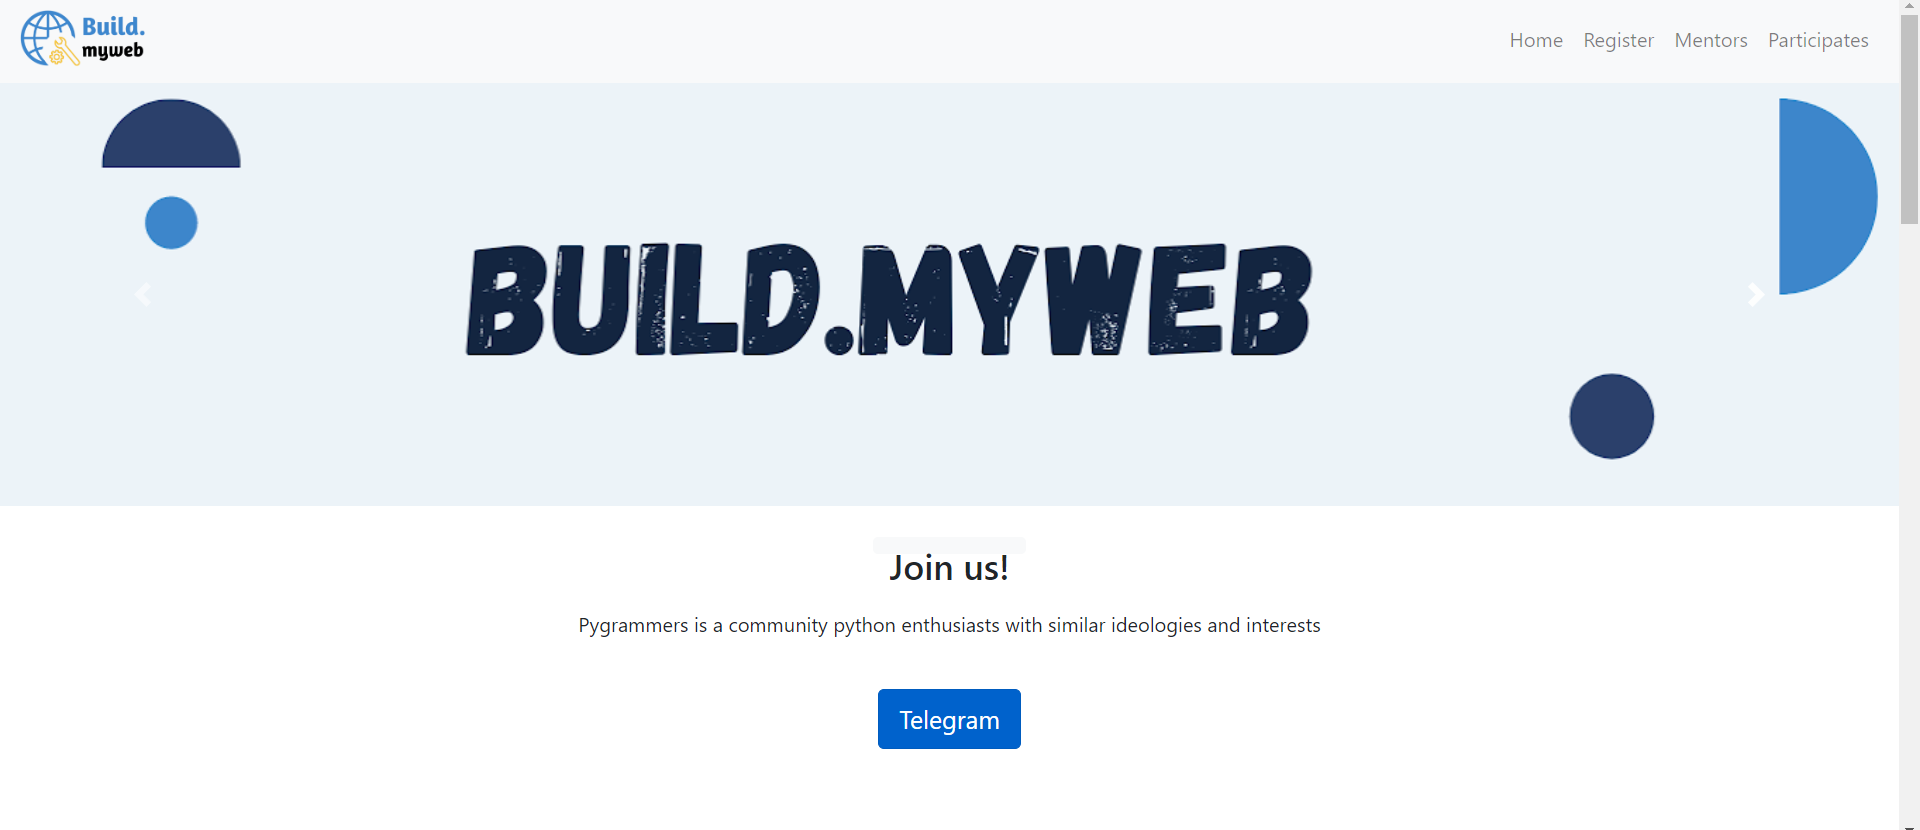 Build.
myweb
Home Register Mentors Participates
BUILD.MYWEB
Join us!
Pygrammers is a community python enthusiasts with similar ideologies and interests
Telegram